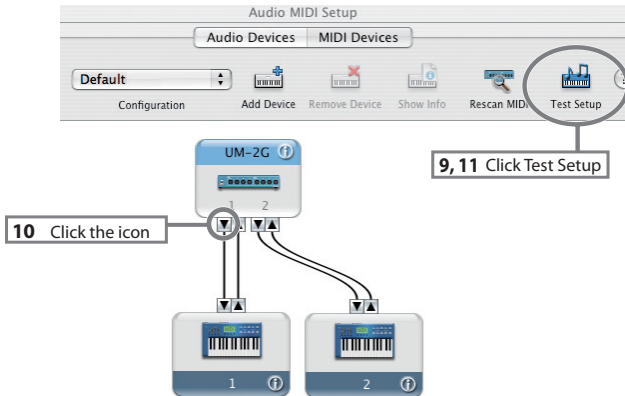 Audio MIDI Setup
Audio Devices MIDI Devices
Default
Configuration Add Device Remove Device Show Info Rescan MIDI Test Setup
9, 11 Click Test Setup
UM-2G
1 2
10 Click the icon
1 2